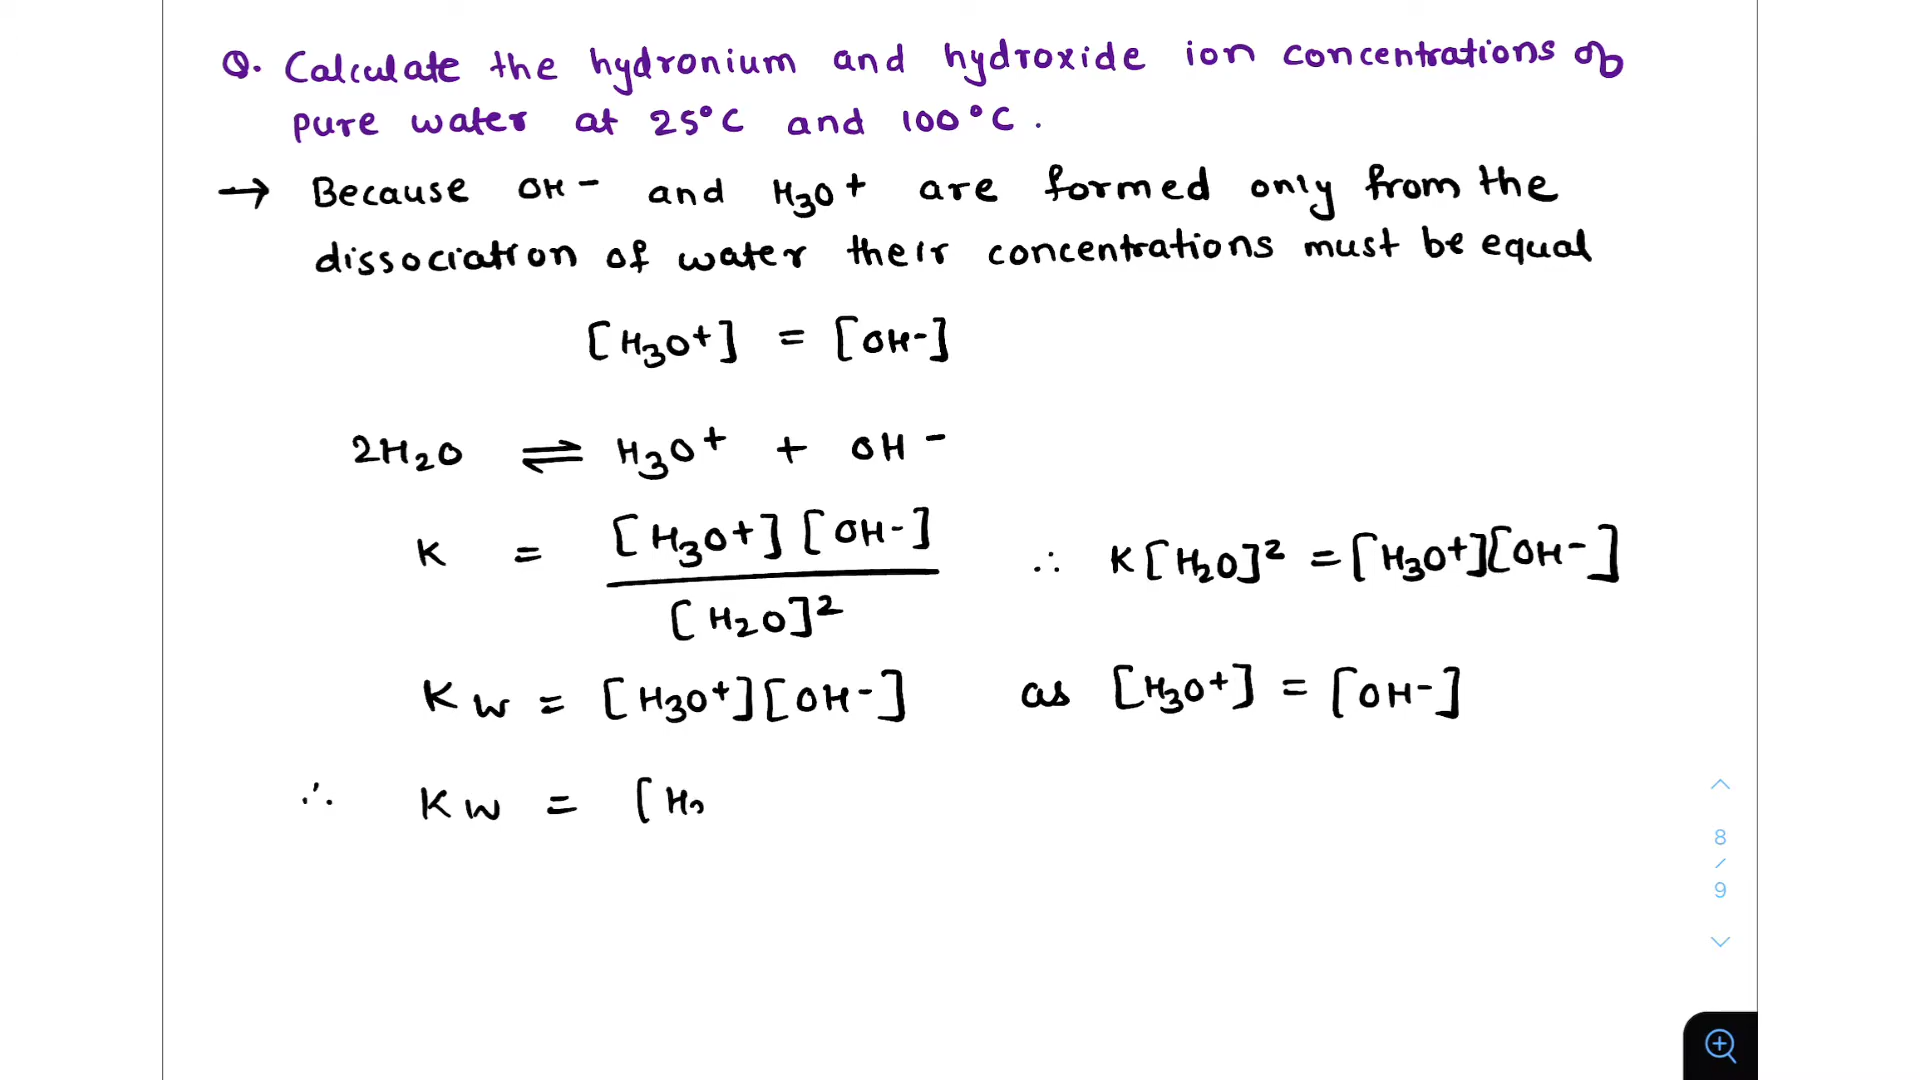 Q. Calculate the hydronium and hydroxide ion concentrations of
pure water at 25°C and 100°C.
→ Because OH- and H3O+ are formed only from the
dissociation of water their concentrations must be equal
[H3O+] = [OH-]
2H2O ⇌ H3O+ + OH-
K = [H3O+][OH-] / [H2O]² ∴ K[H2O]² = [H3O+][OH-]
Kw = [H3O+][OH-] as [H3O+] = [OH-]
∴ Kw = [H
8
/
9